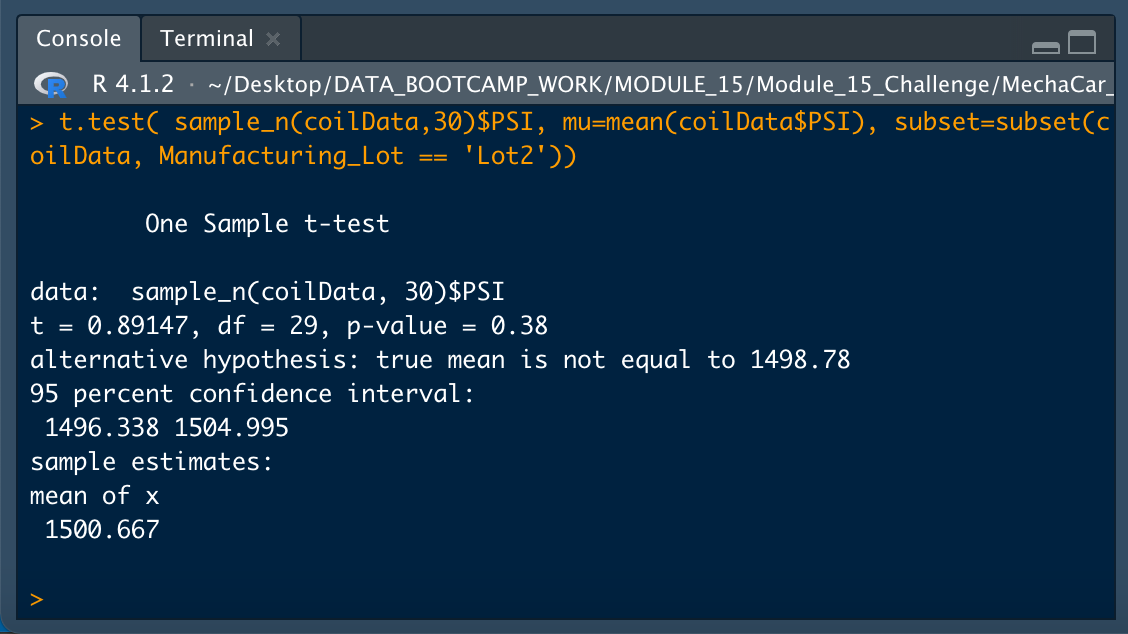 Console Terminal ×
R R 4.1.2 · ~/Desktop/DATA_BOOTCAMP_WORK/MODULE_15/Module_15_Challenge/MechaCar_
> t.test( sample_n(coilData,30)$PSI, mu=mean(coilData$PSI), subset=subset(c
oilData, Manufacturing_Lot == 'Lot2'))
One Sample t-test
data:  sample_n(coilData, 30)$PSI
t = 0.89147, df = 29, p-value = 0.38
alternative hypothesis: true mean is not equal to 1498.78
95 percent confidence interval:
1496.338 1504.995
sample estimates:
mean of x
1500.667
>